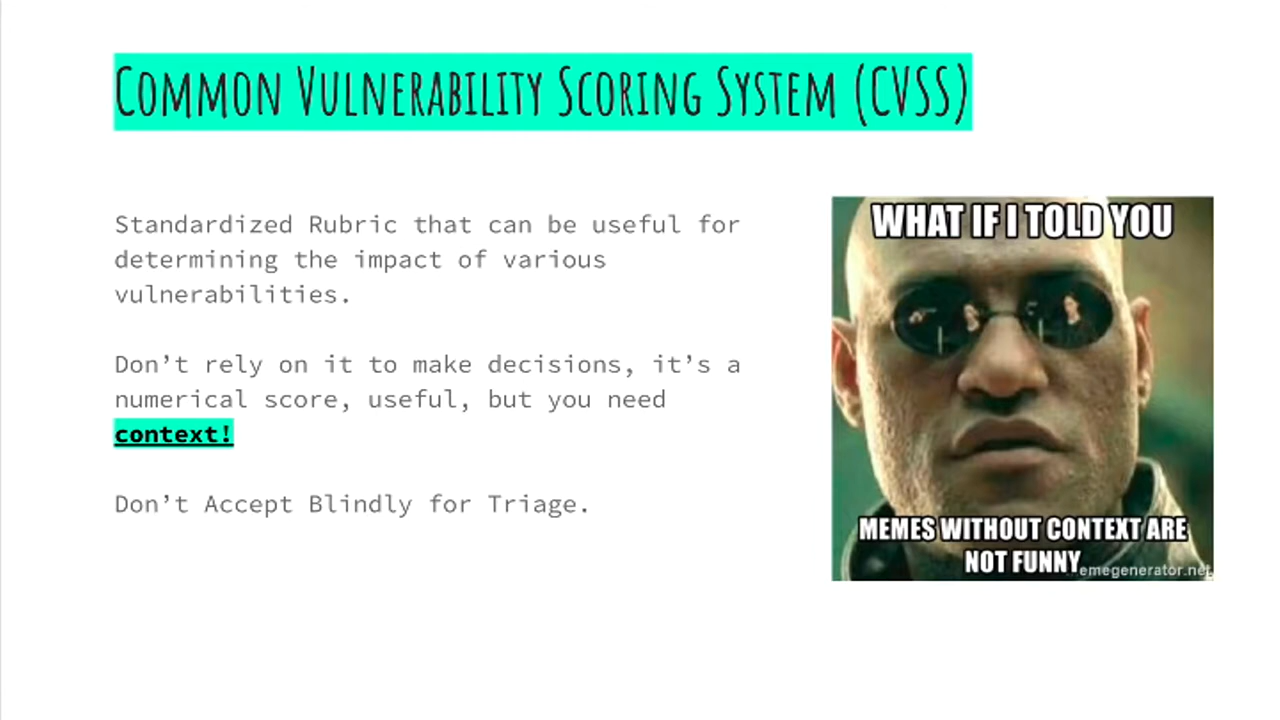 Common Vulnerability Scoring System (CVSS)
Standardized Rubric that can be useful for
determining the impact of various
vulnerabilities.
Don’t rely on it to make decisions, it’s a
numerical score, useful, but you need
context!
Don’t Accept Blindly for Triage.
WHAT IF I TOLD YOU
MEMES WITHOUT CONTEXT ARE
NOT FUNNY
emegenerator.net